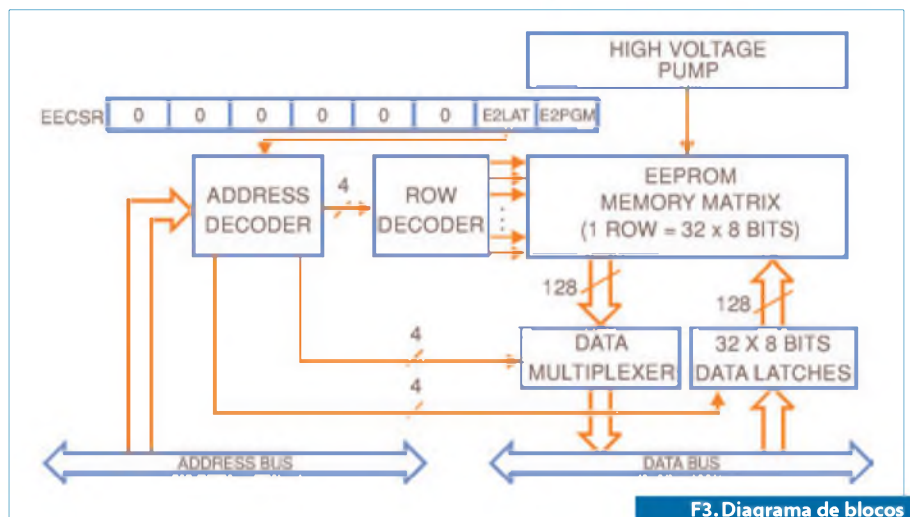 HIGH VOLTAGE
PUMP
EECSR 0 0 0 0 0 0 E2LAT E2PGM
ADDRESS
DECODER
4
ROW
DECODER
EEPROM
MEMORY MATRIX
(1 ROW = 32 x 8 BITS)
128
128
4
DATA
MULTIPLEXER
32 X 8 BITS
DATA LATCHES
4
ADDRESS BUS
DATA BUS
F3. Diagrama de blocos